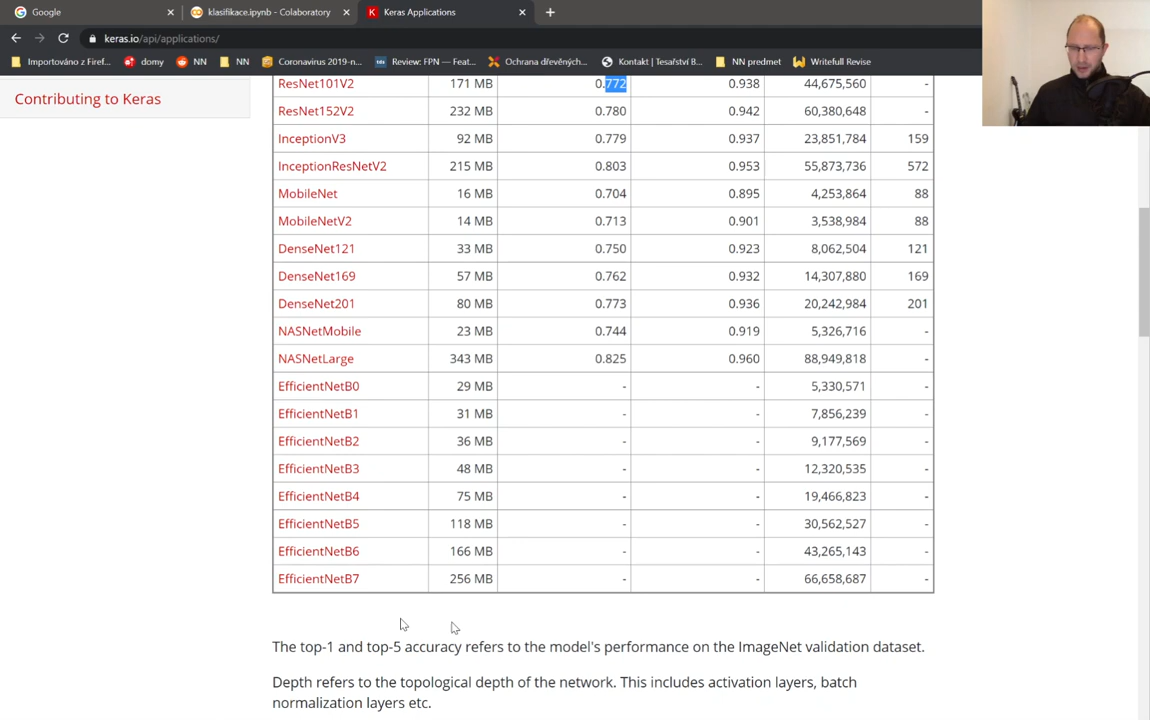 Google
klasifikace.ipynb - Colaboratory
Keras Applications
keras.io/api/applications/
Importováno z Firef...
domy
NN
NN
Coronavirus 2019-n...
Review: FPN — Feat...
Ochrana dřevěných...
Kontakt | Tesařství B...
NN predmet
Writefull Revise
Contributing to Keras
ResNet101V2 171 MB 0.772 0.938 44,675,560 -
ResNet152V2 232 MB 0.780 0.942 60,380,648 -
InceptionV3 92 MB 0.779 0.937 23,851,784 159
InceptionResNetV2 215 MB 0.803 0.953 55,873,736 572
MobileNet 16 MB 0.704 0.895 4,253,864 88
MobileNetV2 14 MB 0.713 0.901 3,538,984 88
DenseNet121 33 MB 0.750 0.923 8,062,504 121
DenseNet169 57 MB 0.762 0.932 14,307,880 169
DenseNet201 80 MB 0.773 0.936 20,242,984 201
NASNetMobile 23 MB 0.744 0.919 5,326,716 -
NASNetLarge 343 MB 0.825 0.960 88,949,818 -
EfficientNetB0 29 MB - - 5,330,571 -
EfficientNetB1 31 MB - - 7,856,239 -
EfficientNetB2 36 MB - - 9,177,569 -
EfficientNetB3 48 MB - - 12,320,535 -
EfficientNetB4 75 MB - - 19,466,823 -
EfficientNetB5 118 MB - - 30,562,527 -
EfficientNetB6 166 MB - - 43,265,143 -
EfficientNetB7 256 MB - - 66,658,687 -
The top-1 and top-5 accuracy refers to the model's performance on the ImageNet validation dataset.
Depth refers to the topological depth of the network. This includes activation layers, batch
normalization layers etc.